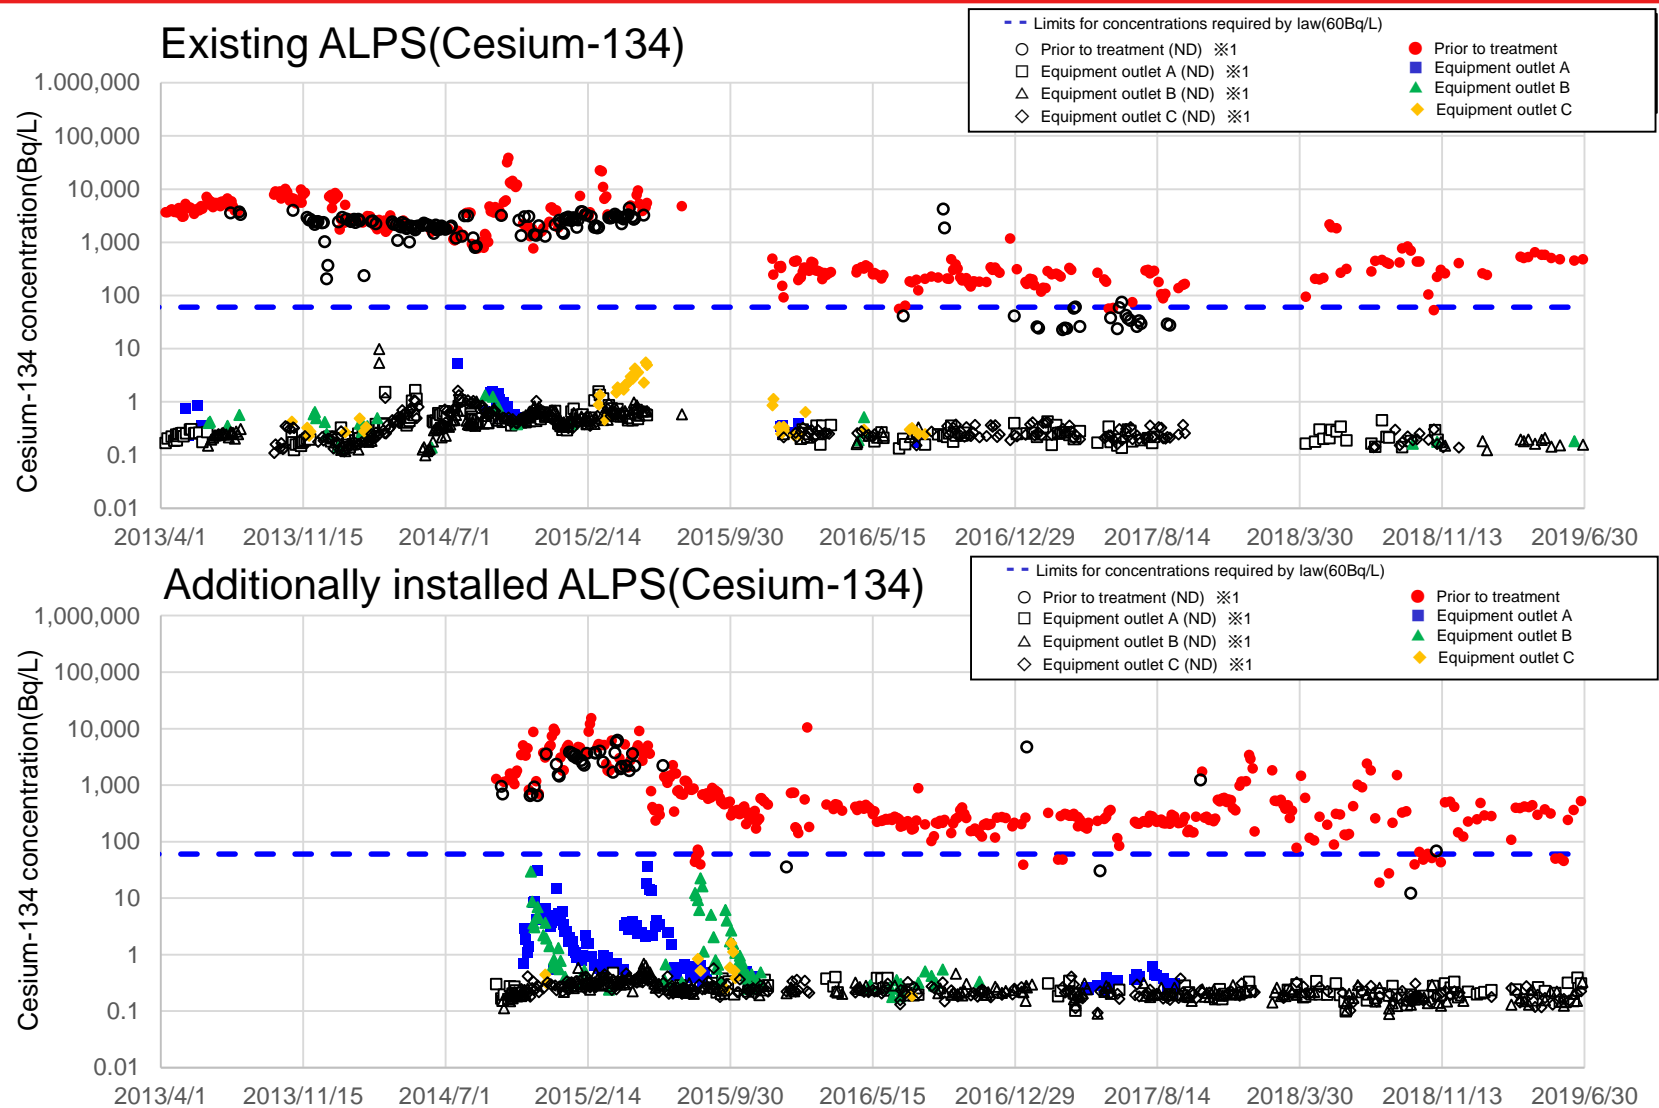 Existing ALPS(Cesium-134)
Limits for concentrations required by law(60Bq/L)
Prior to treatment (ND) ※1
Equipment outlet A (ND) ※1
Equipment outlet B (ND) ※1
Equipment outlet C (ND) ※1
Prior to treatment
Equipment outlet A
Equipment outlet B
Equipment outlet C
Cesium-134 concentration(Bq/L)
1.000,000
100,000
10,000
1,000
100
10
1
0.1
0.01
2013/4/1 2013/11/15 2014/7/1 2015/2/14 2015/9/30 2016/5/15 2016/12/29 2017/8/14 2018/3/30 2018/11/13 2019/6/30
Additionally installed ALPS(Cesium-134)
Limits for concentrations required by law(60Bq/L)
Prior to treatment (ND) ※1
Equipment outlet A (ND) ※1
Equipment outlet B (ND) ※1
Equipment outlet C (ND) ※1
Prior to treatment
Equipment outlet A
Equipment outlet B
Equipment outlet C
Cesium-134 concentration(Bq/L)
1,000,000
100,000
10,000
1,000
100
10
1
0.1
0.01
2013/4/1 2013/11/15 2014/7/1 2015/2/14 2015/9/30 2016/5/15 2016/12/29 2017/8/14 2018/3/30 2018/11/13 2019/6/30